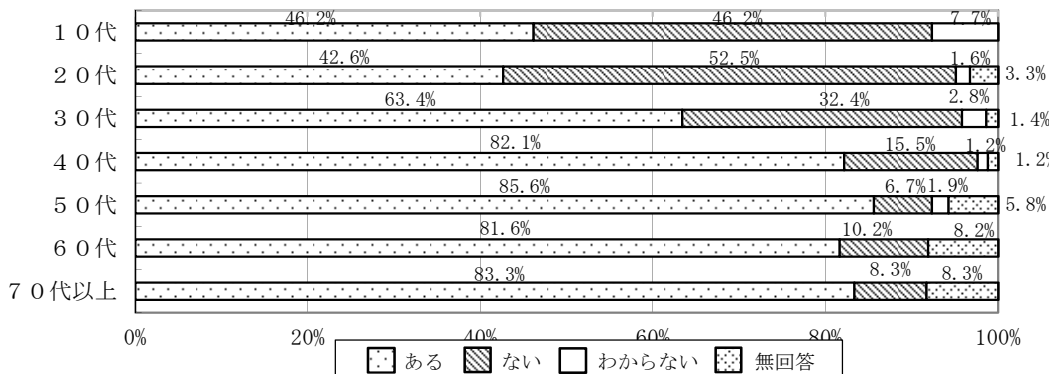 46.2% 46.2% 7.7%
１０代
42.6% 52.5% 1.6%
２０代 3.3%
63.4% 32.4% 2.8%
３０代 1.4%
82.1% 15.5% 1.2%
４０代 1.2%
85.6% 6.7% 1.9%
５０代 5.8%
81.6% 10.2% 8.2%
６０代
83.3% 8.3% 8.3%
７０代以上
0% 20% 40% 60% 80% 100%
ある ない わからない 無回答